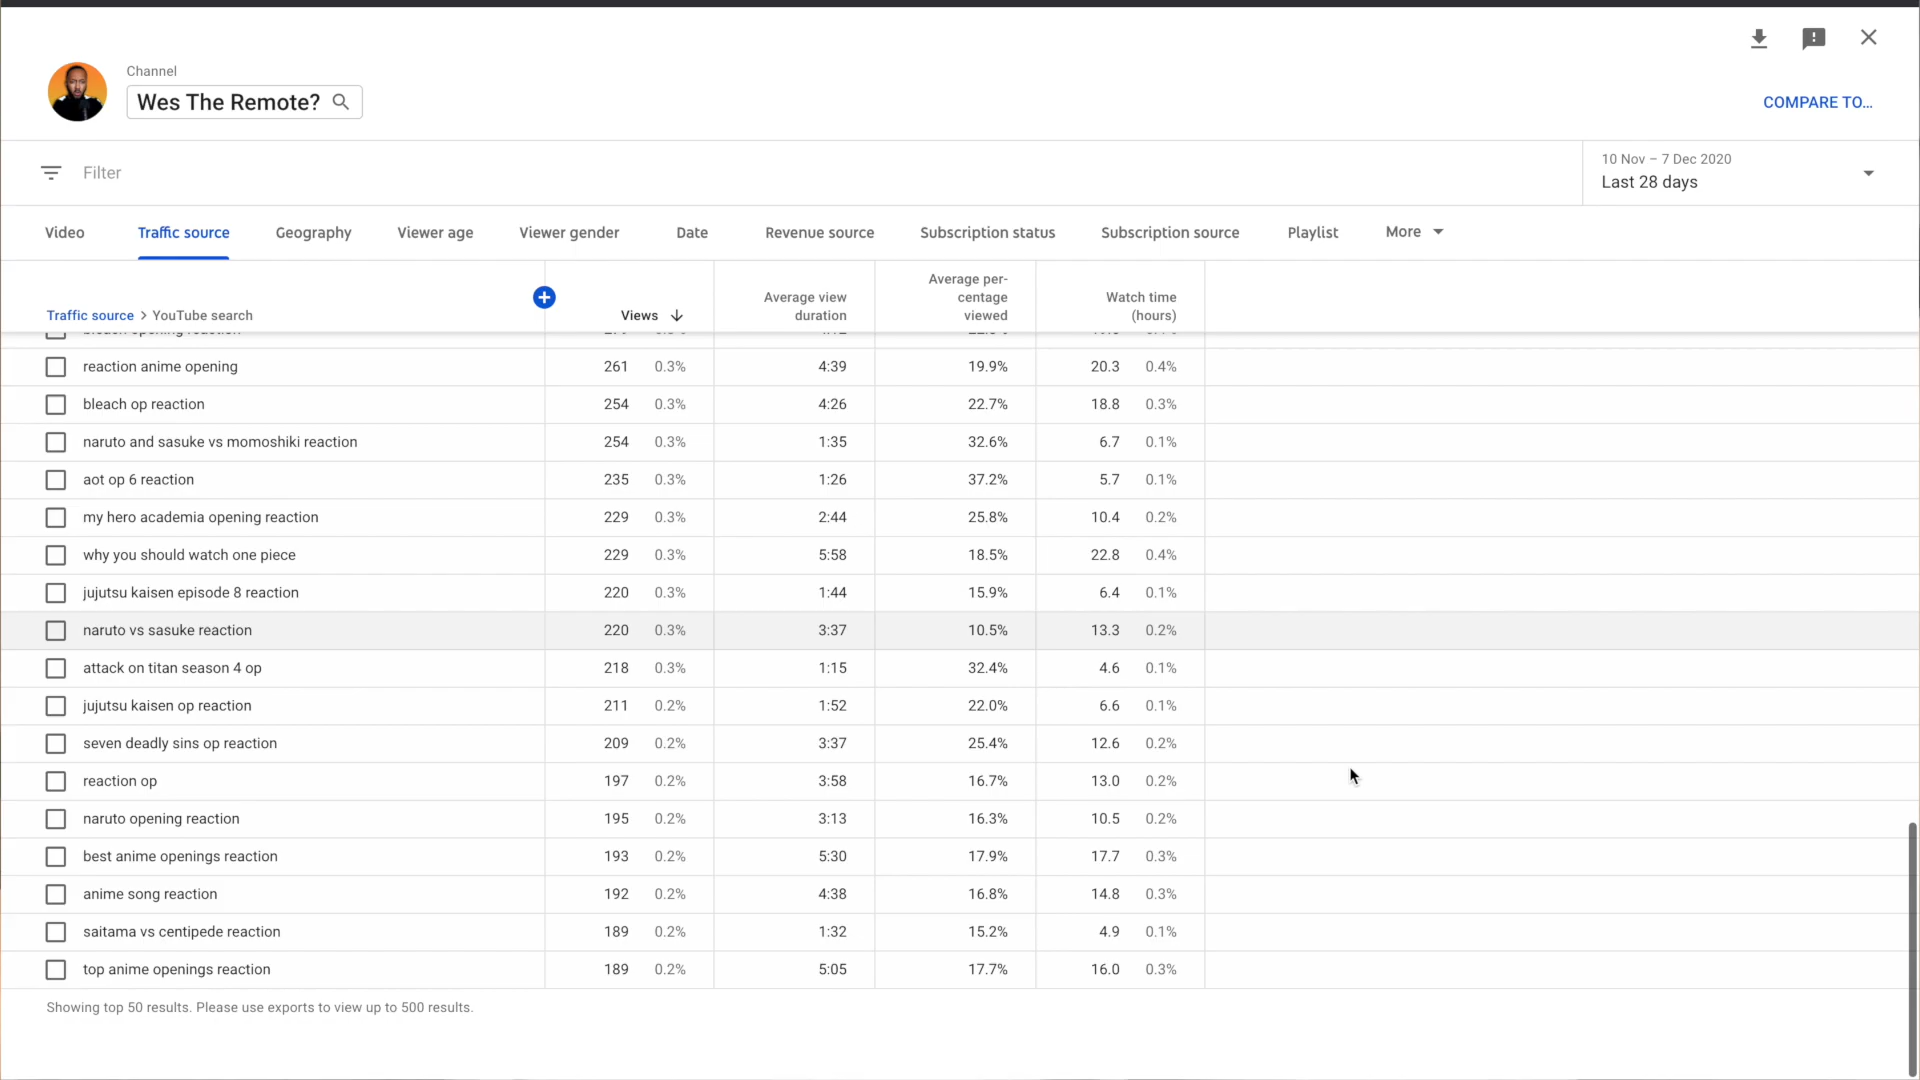 Channel
Wes The Remote?
COMPARE TO...
Filter
10 Nov – 7 Dec 2020
Last 28 days
Video Traffic source Geography Viewer age Viewer gender Date Revenue source Subscription status Subscription source Playlist More
Traffic source > YouTube search Views Average view duration Average per-centage viewed Watch time (hours)
reaction anime opening 261 0.3% 4:39 19.9% 20.3 0.4%
bleach op reaction 254 0.3% 4:26 22.7% 18.8 0.3%
naruto and sasuke vs momoshiki reaction 254 0.3% 1:35 32.6% 6.7 0.1%
aot op 6 reaction 235 0.3% 1:26 37.2% 5.7 0.1%
my hero academia opening reaction 229 0.3% 2:44 25.8% 10.4 0.2%
why you should watch one piece 229 0.3% 5:58 18.5% 22.8 0.4%
jujutsu kaisen episode 8 reaction 220 0.3% 1:44 15.9% 6.4 0.1%
naruto vs sasuke reaction 220 0.3% 3:37 10.5% 13.3 0.2%
attack on titan season 4 op 218 0.3% 1:15 32.4% 4.6 0.1%
jujutsu kaisen op reaction 211 0.2% 1:52 22.0% 6.6 0.1%
seven deadly sins op reaction 209 0.2% 3:37 25.4% 12.6 0.2%
reaction op 197 0.2% 3:58 16.7% 13.0 0.2%
naruto opening reaction 195 0.2% 3:13 16.3% 10.5 0.2%
best anime openings reaction 193 0.2% 5:30 17.9% 17.7 0.3%
anime song reaction 192 0.2% 4:38 16.8% 14.8 0.3%
saitama vs centipede reaction 189 0.2% 1:32 15.2% 4.9 0.1%
top anime openings reaction 189 0.2% 5:05 17.7% 16.0 0.3%
Showing top 50 results. Please use exports to view up to 500 results.